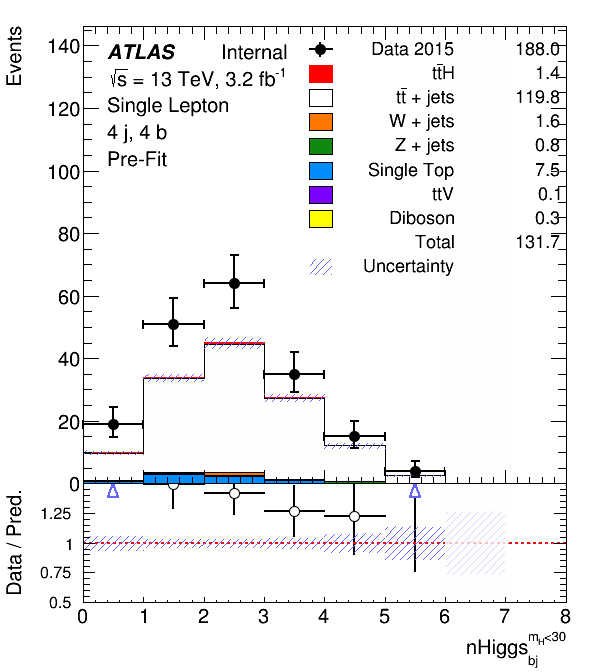 Events
140
120
100
80
60
40
20
0
ATLAS Internal
√s = 13 TeV, 3.2 fb⁻¹
Single Lepton
4 j, 4 b
Pre-Fit
Data 2015 188.0
tt̄H 1.4
tt̄ + jets 119.8
W + jets 1.6
Z + jets 0.8
Single Top 7.5
ttV 0.1
Diboson 0.3
Total 131.7
Uncertainty
Data / Pred.
1.25
1
0.75
0.5
0 1 2 3 4 5 6 7 8
nHiggs_bj^{m_H<30}